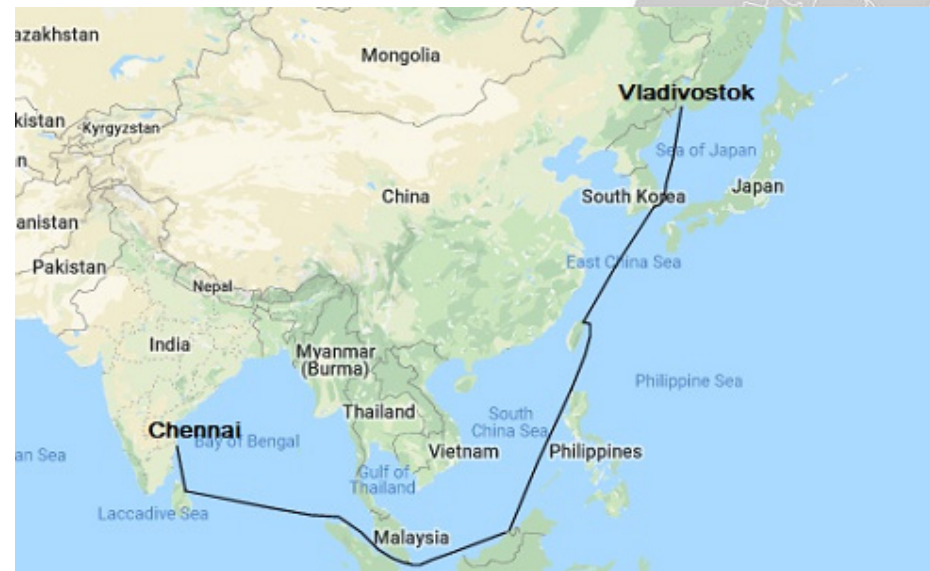 azakhstan
Mongolia
Vladivostok
kistan
Kyrgyzstan
Sea of Japan
n
China
South Korea
Japan
anistan
Pakistan
East China Sea
Nepal
India
Myanmar
(Burma)
Philippine Sea
Thailand
South
China Sea
Chennai
Bay of Bengal
Vietnam
Philippines
an Sea
Gulf of
Thailand
Laccadive Sea
Malaysia